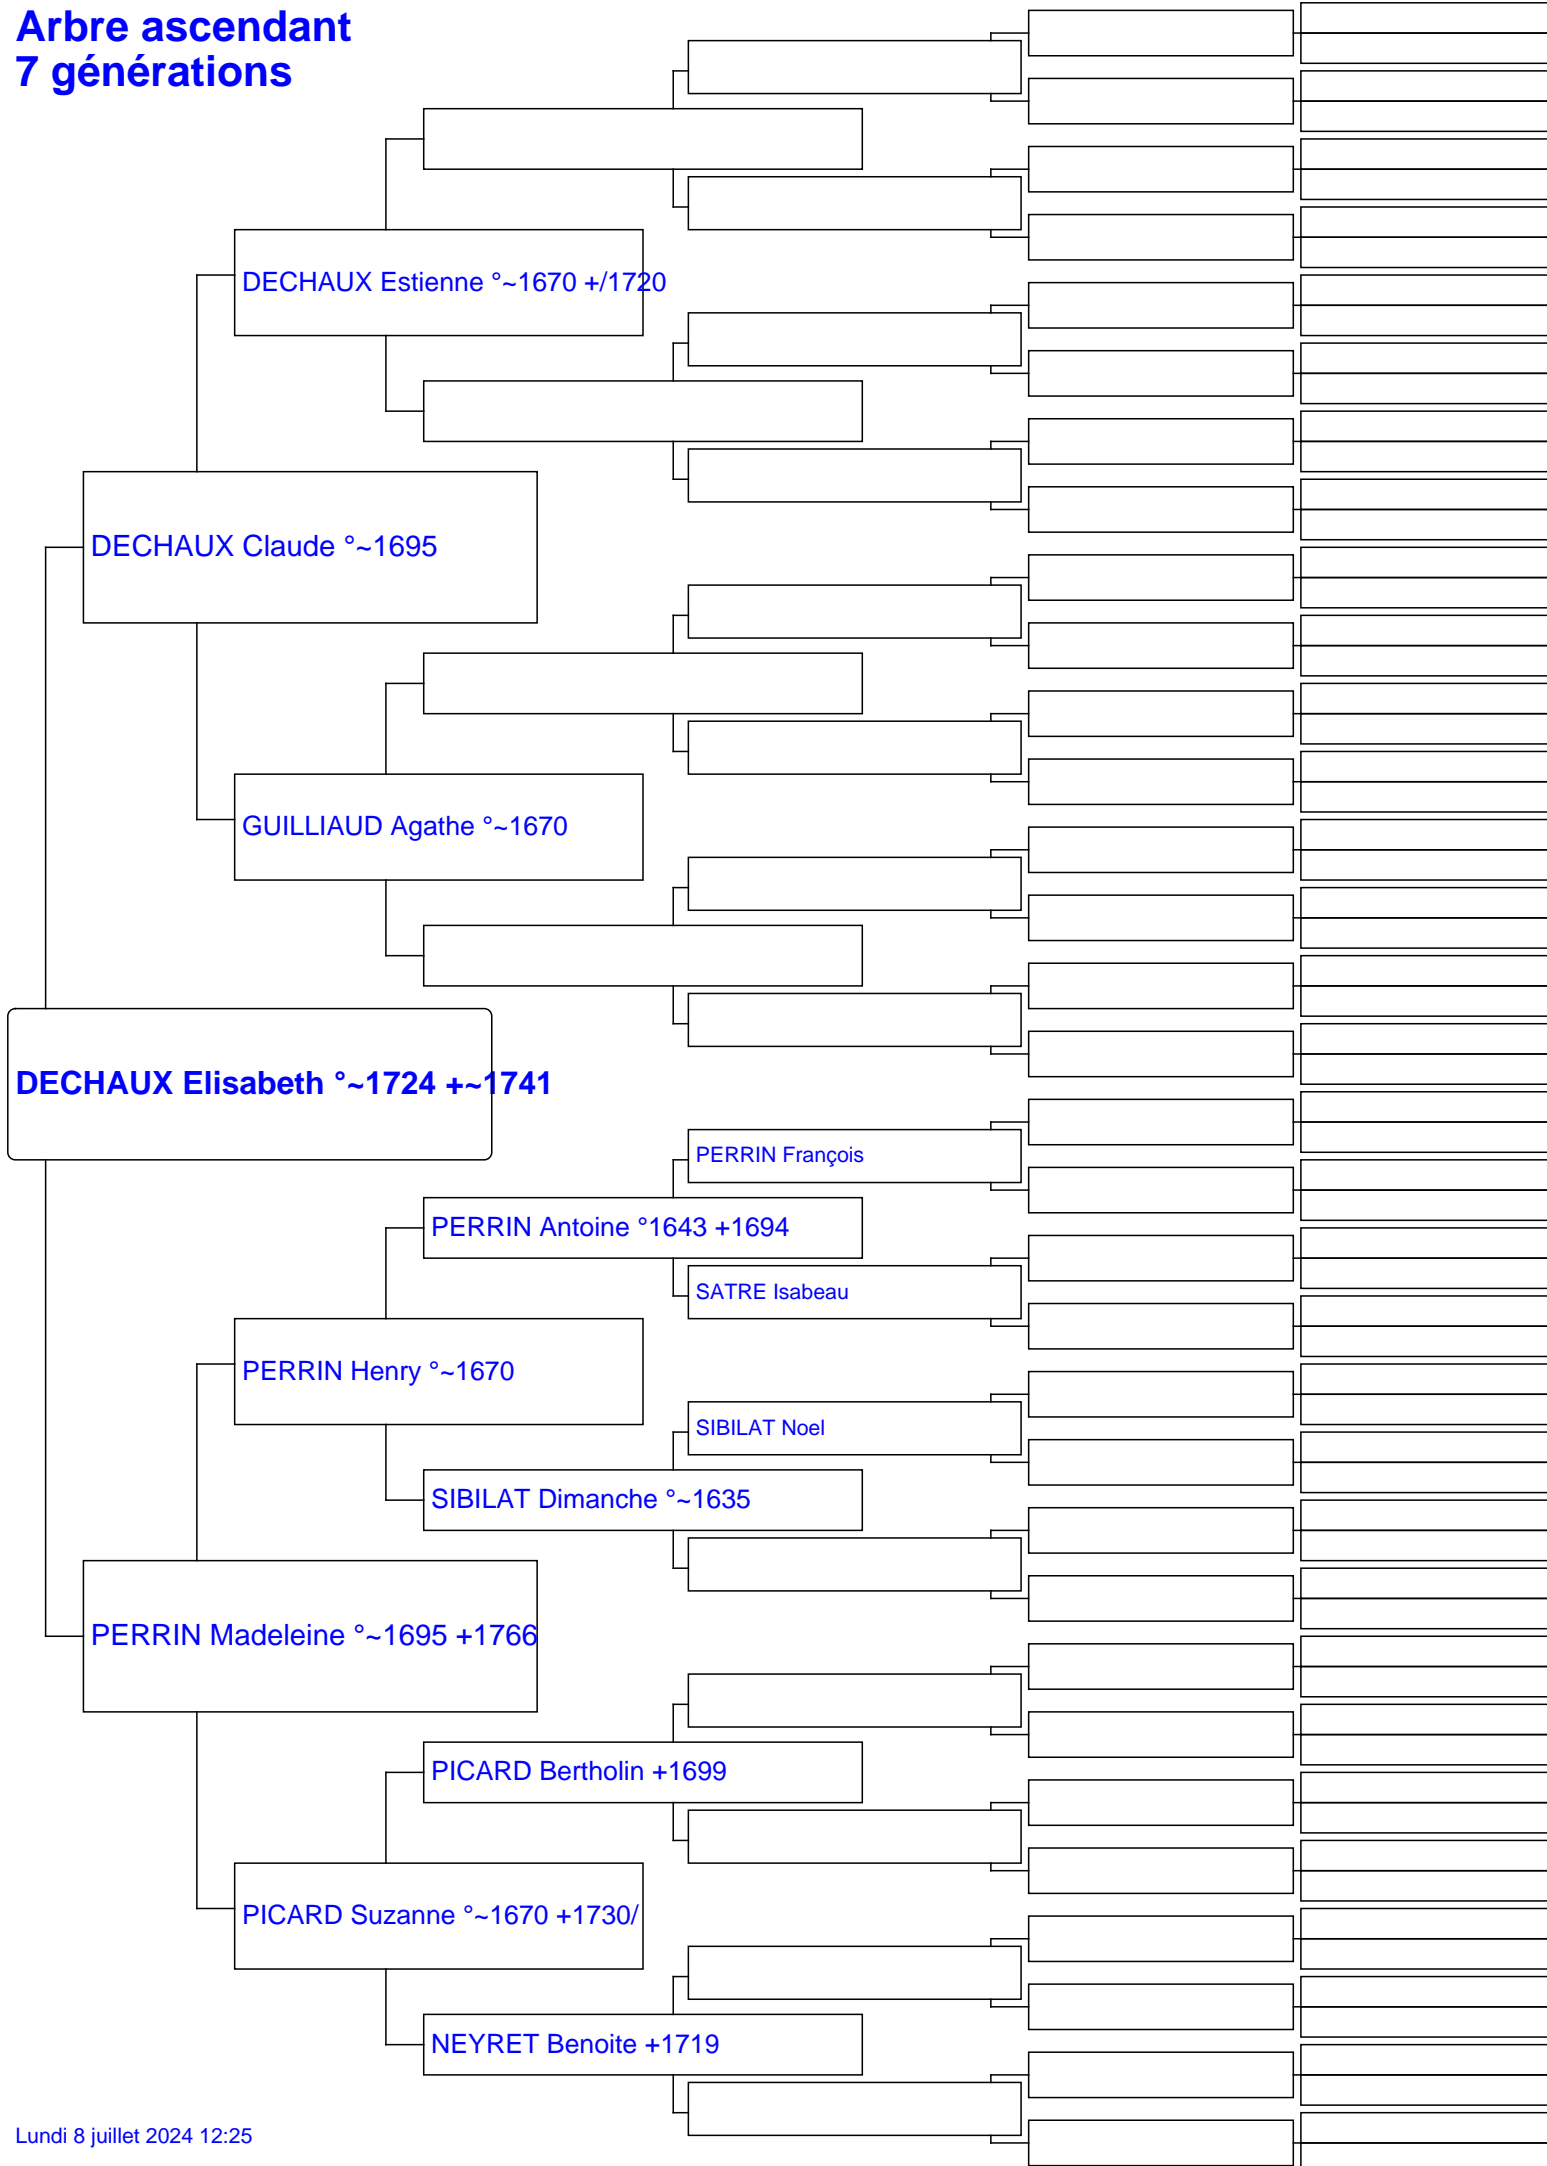 Arbre ascendant
7 générations
DECHAUX Estienne °~1670 +/1720
DECHAUX Claude °~1695
GUILLIAUD Agathe °~1670
DECHAUX Elisabeth °~1724 +~1741
PERRIN François
PERRIN Antoine °1643 +1694
SATRE Isabeau
PERRIN Henry °~1670
SIBILAT Noel
SIBILAT Dimanche °~1635
PERRIN Madeleine °~1695 +1766
PICARD Bertholin +1699
PICARD Suzanne °~1670 +1730/
NEYRET Benoite +1719
Lundi 8 juillet 2024 12:25